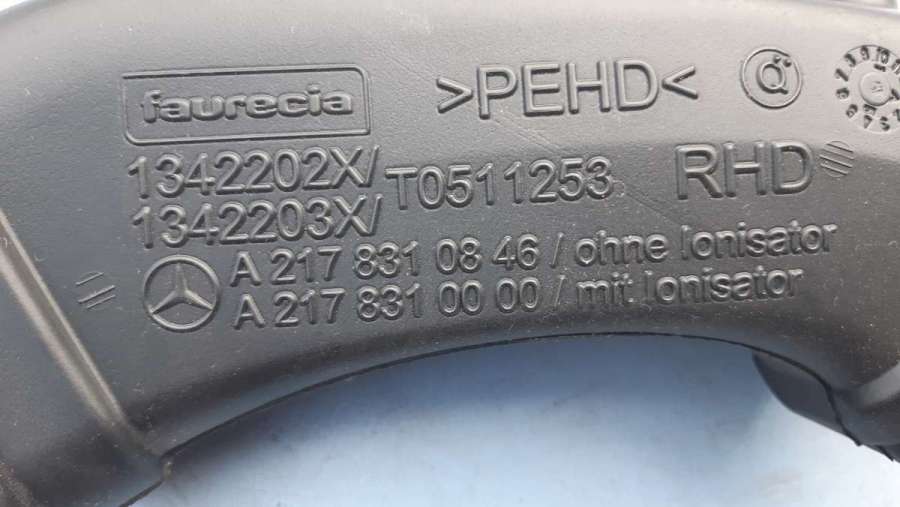 faurecia >PEHD<
1342202X/ T0511253 RHD
1342203X/
A 217 831 08 46 / ohne Ionisator
A 217 831 00 00 / mit Ionisator